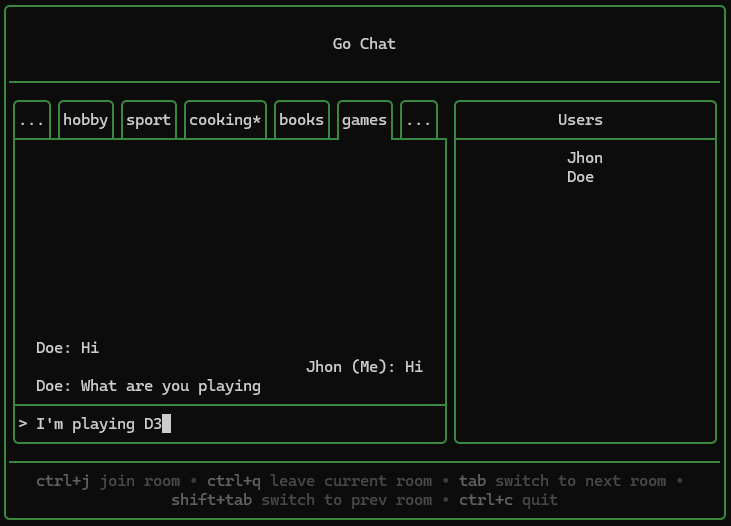 Go Chat
... hobby sport cooking* books games ... Users
Jhon
Doe
Doe: Hi
Jhon (Me): Hi
Doe: What are you playing
> I'm playing D3
ctrl+j join room • ctrl+q leave current room • tab switch to next room •
shift+tab switch to prev room • ctrl+c quit